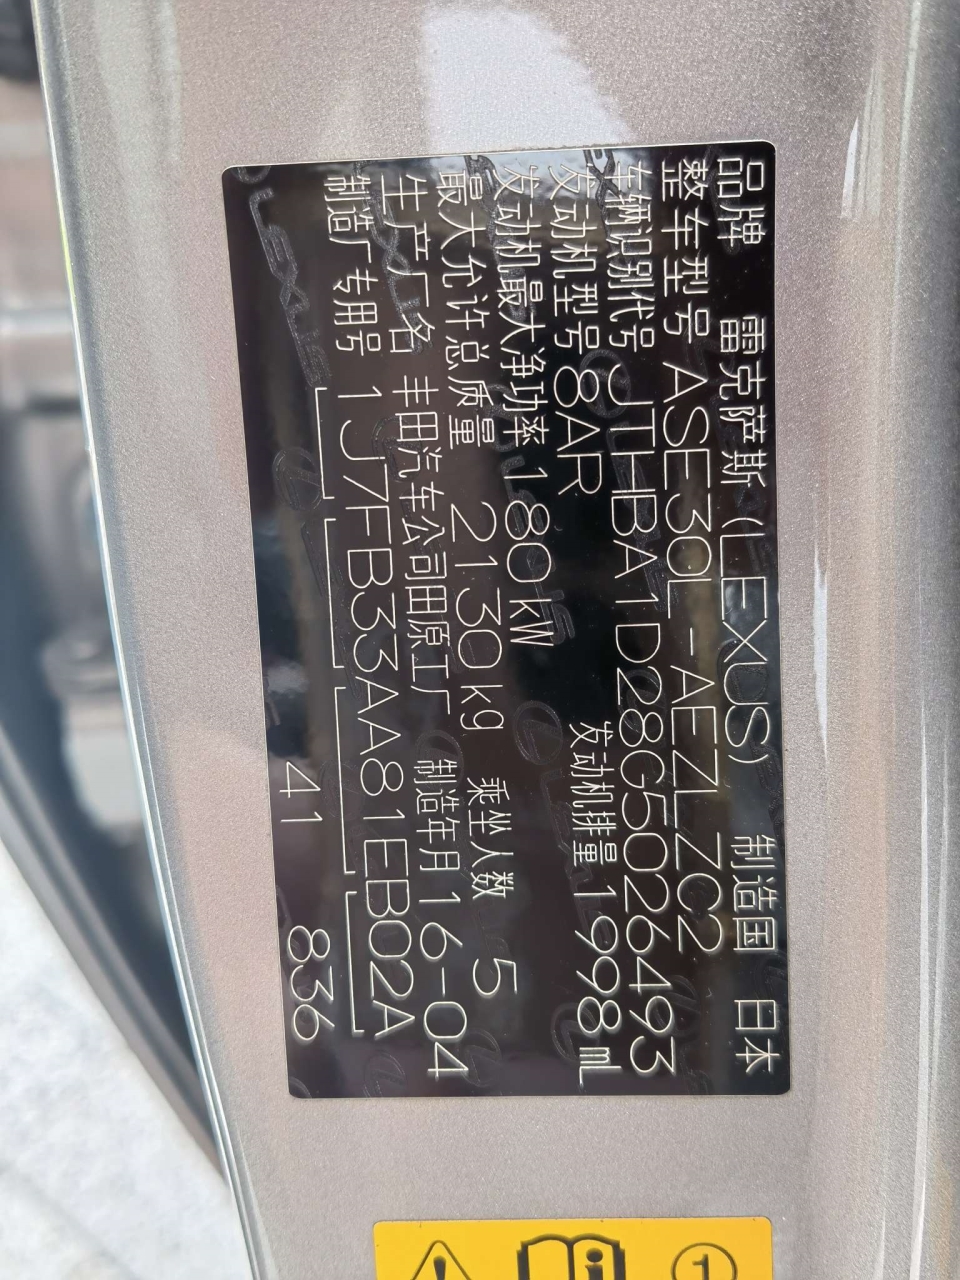 品牌 雷克萨斯(LEXUS) 制造国 日本
整车型号 ASE30L-AEZLZC2
车辆识别代号 JTHBA1D28G5026493
发动机型号 8AR 发动机排量 1998mL
发动机最大净功率 180kW
最大允许总质量 2130kg 乘坐人数 5
生产厂名 丰田汽车公司田原工厂 制造年月 16-04
制造厂专用号 1J7FB33AA81EB02A
41 836
i
1